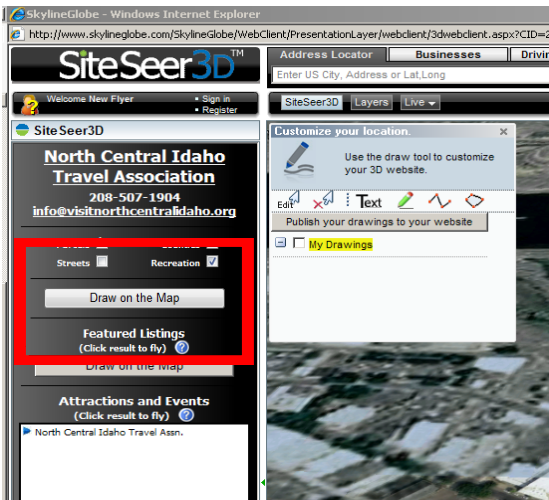 SkylineGlobe - Windows Internet Explorer
http://www.skylineglobe.com/SkylineGlobe/WebClient/PresentationLayer/webclient/3dwebclient.aspx?CID=2
SiteSeer3D™
Address Locator
Businesses
Drivin
Enter US City, Address or Lat,Long
Welcome New Flyer
• Sign in
• Register
SiteSeer3D
Layers
Live
SiteSeer3D
North Central Idaho
Travel Association
208-507-1904
info@visitnorthcentralidaho.org
Streets
Recreation
Draw on the Map
Featured Listings
(Click result to fly) ?
Draw on the Map
Attractions and Events
(Click result to fly) ?
North Central Idaho Travel Assn.
Customize your location. x
Use the draw tool to customize
your 3D website.
Edit
Text
Publish your drawings to your website
My Drawings